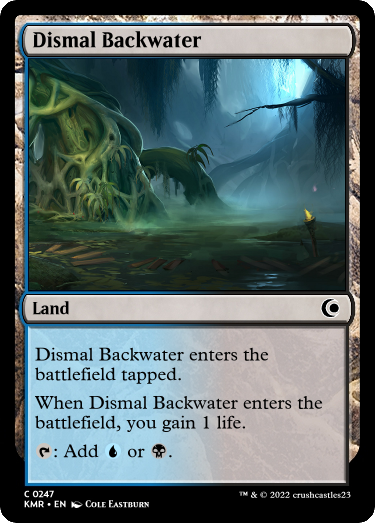 Dismal Backwater
Land
Dismal Backwater enters the
battlefield tapped.
When Dismal Backwater enters the
battlefield, you gain 1 life.
: Add or .
C 0247
KMR • EN Cole Eastburn
™ & © 2022 crushcastles23